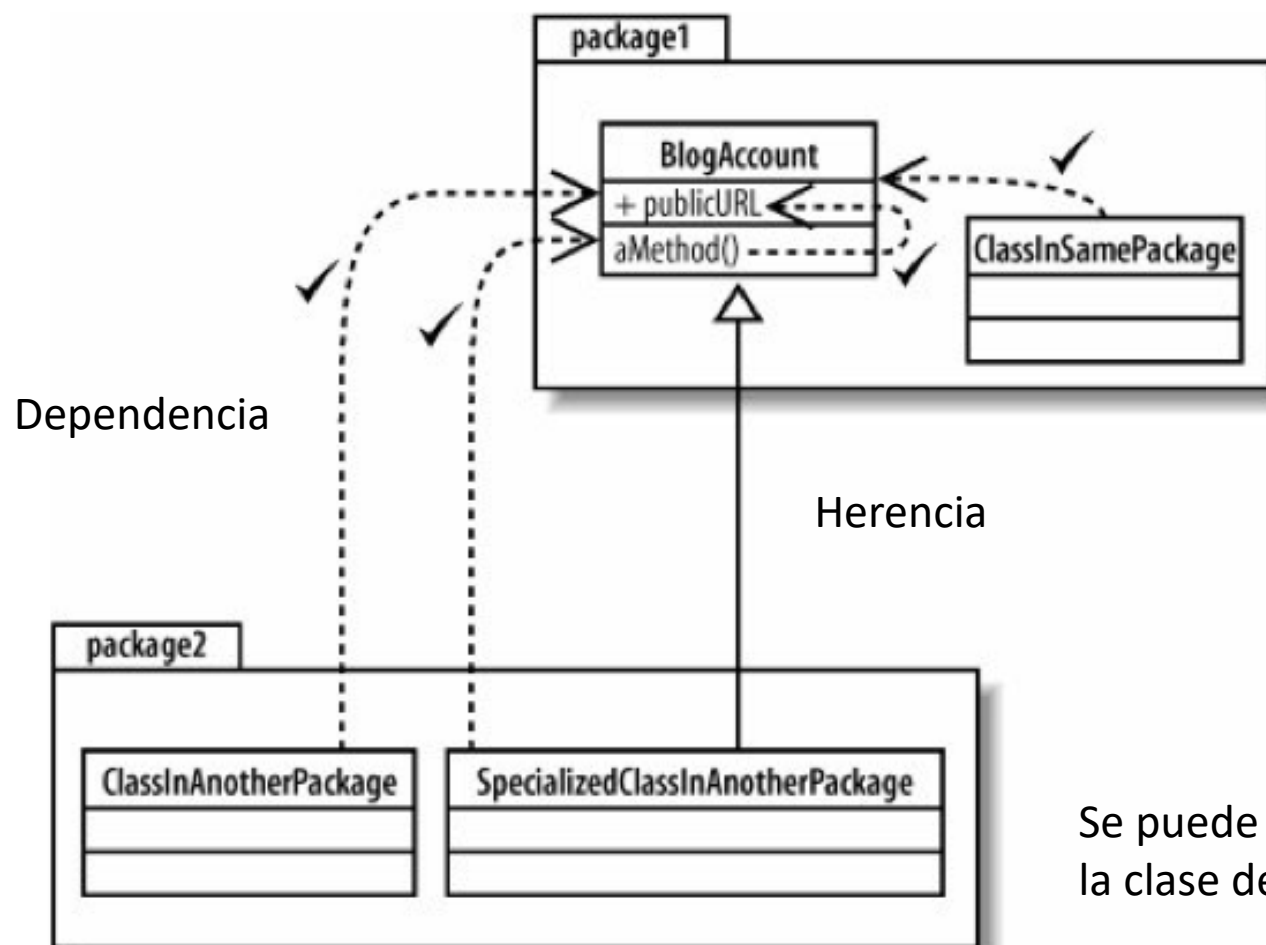 package1
BlogAccount
+ publicURL
aMethod()
ClassInSamePackage
Dependencia
Herencia
package2
ClassInAnotherPackage
SpecializedClassInAnotherPackage
Se puede
la clase de